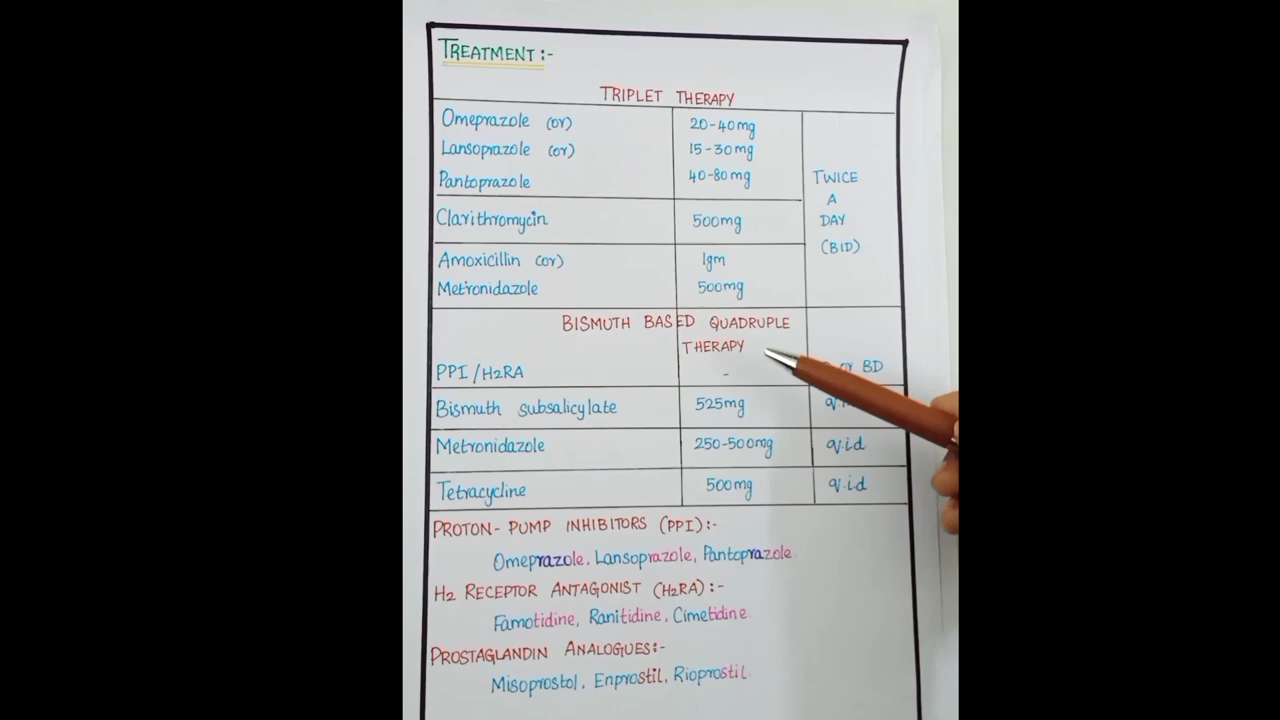 TREATMENT:-
TRIPLET THERAPY
Omeprazole (or) 20-40mg
Lansoprazole (or) 15-30mg
Pantoprazole 40-80mg
Clarithromycin 500mg
Amoxicillin (or) 1gm
Metronidazole 500mg
TWICE
A
DAY
(BID)
BISMUTH BASED QUADRUPLE
THERAPY
PPI/H2RA - or BD
Bismuth subsalicylate 525mg
Metronidazole 250-500mg q.i.d
Tetracycline 500mg q.i.d
PROTON-PUMP INHIBITORS (PPI):-
Omeprazole, Lansoprazole, Pantoprazole.
H2 RECEPTOR ANTAGONIST (H2RA):-
Famotidine, Ranitidine, Cimetidine.
PROSTAGLANDIN ANALOGUES:-
Misoprostol, Enprostil, Rioprostil.